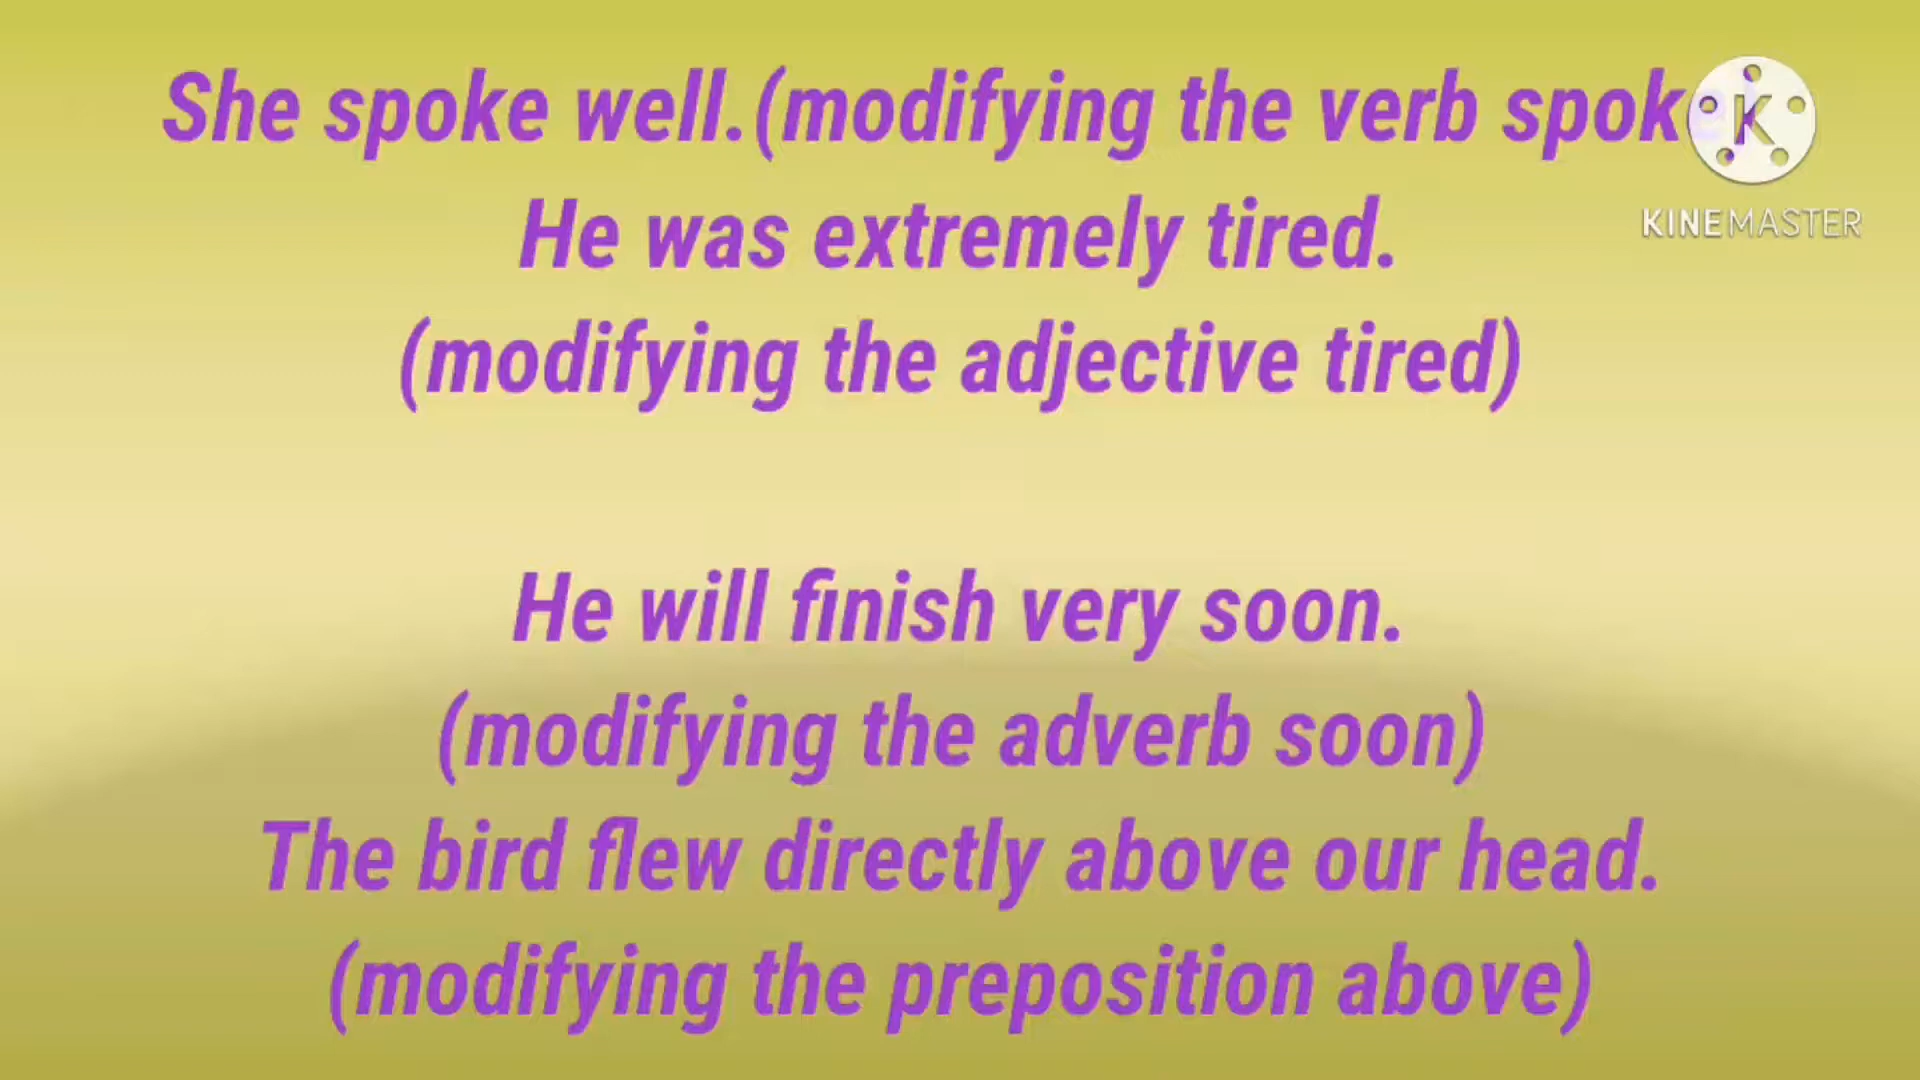 She spoke well.(modifying the verb spoke)
He was extremely tired.
(modifying the adjective tired)
He will finish very soon.
(modifying the adverb soon)
The bird flew directly above our head.
(modifying the preposition above)
K
KINEMASTER